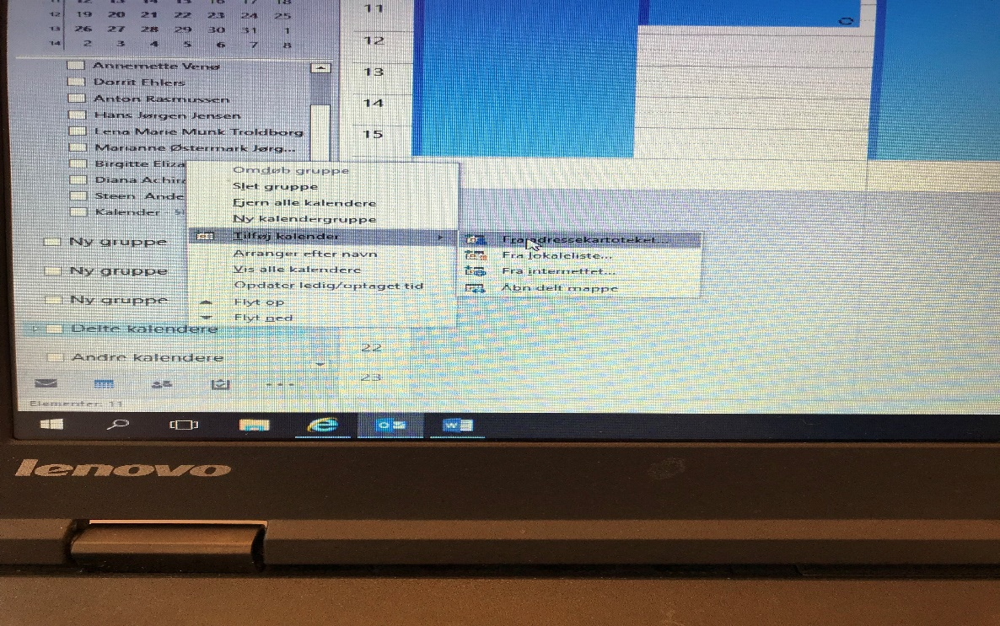 12 19 20 21 22 23 24 25
13 26 27 28 29 30 31 1
14 2 3 4 5 6 7 8
Annemette Venø
Dorrit Ehlers
Anton Rasmussen
Hans Jørgen Jensen
Lena Marie Munk Troldborg
Marianne Østermark Jørg...
Birgitte Eliza
Diana Achir
Steen Ande
Kalender -
Ny gruppe
Ny gruppe
Ny gruppe
Delte kalendere
Andre kalendere
Elementer: 11
11
12
13
14
15
22
23
Omdøb gruppe
Slet gruppe
Fjern alle kalendere
Ny kalendergruppe
Tilføj kalender
Arranger efter navn
Vis alle kalendere
Opdater ledig/optaget tid
Flyt op
Flyt ned
Fra adressekartoteket...
Fra lokaleliste...
Fra internettet...
Åbn delt mappe
lenovo